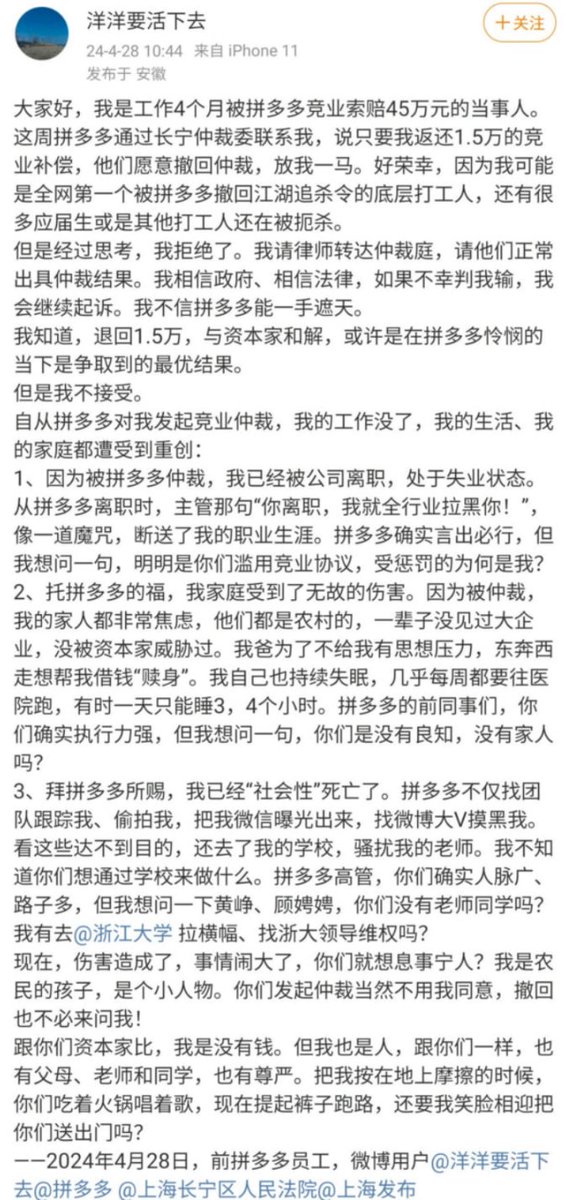 洋洋要活下去
+关注
24-4-28 10:44 来自 iPhone 11
发布于 安徽
大家好，我是工作4个月被拼多多竞业索赔45万元的当事人。
这周拼多多通过长宁仲裁委联系我，说只要我返还1.5万的竞
业补偿，他们愿意撤回仲裁，放我一马。好荣幸，因为我可能
是全网第一个被拼多多撤回江湖追杀令的底层打工人，还有很
多应届生或是其他打工人还在被扼杀。
但是经过思考，我拒绝了。我请律师转达仲裁庭，请他们正常
出具仲裁结果。我相信政府、相信法律，如果不幸判我输，我
会继续起诉。我不信拼多多能一手遮天。
我知道，退回1.5万，与资本家和解，或许是在拼多多怜悯的
当下是争取到的最优结果。
但是我不接受。
自从拼多多对我发起竞业仲裁，我的工作没了，我的生活、我
的家庭都遭受到重创：
1、因为被拼多多仲裁，我已经被公司离职，处于失业状态。
从拼多多离职时，主管那句“你离职，我就全行业拉黑你！”，
像一道魔咒，断送了我的职业生涯。拼多多确实言出必行，但
我想问一句，明明是你们滥用竞业协议，受惩罚的为何是我？
2、托拼多多的福，我家庭受到了无故的伤害。因为被仲裁，
我的家人都非常焦虑，他们都是农村的，一辈子没见过大企
业，没被资本家威胁过。我爸为了不给我有思想压力，东奔西
走想帮我借钱“赎身”。我自己也持续失眠，几乎每周都要往医
院跑，有时一天只能睡3，4个小时。拼多多的前同事们，你
们确实执行力强，但我想问一句，你们是没有良知，没有家人
吗？
3、拜拼多多所赐，我已经“社会性”死亡了。拼多多不仅找团
队跟踪我、偷拍我，把我微信曝光出来，找微博大V摸黑我。
看这些达不到目的，还去了我的学校，骚扰我的老师。我不知
道你们想通过学校来做什么。拼多多高管，你们确实人脉广、
路子多，但我想问一下黄峥、顾娉娉，你们没有老师同学吗？
我有去@浙江大学 拉横幅、找浙大领导维权吗？
现在，伤害造成了，事情闹大了，你们就想息事宁人？我是农
民的孩子，是个小人物。你们发起仲裁当然不用我同意，撤回
也不必来问我！
跟你们资本家比，我是没有钱。但我也是人，跟你们一样，也
有父母、老师和同学，也有尊严。把我按在地上摩擦的时候，
你们吃着火锅唱着歌，现在提起裤子跑路，还要我笑脸相迎把
你们送出门吗？
——2024年4月28日，前拼多多员工，微博用户@洋洋要活下
去@拼多多 @上海长宁区人民法院@上海发布